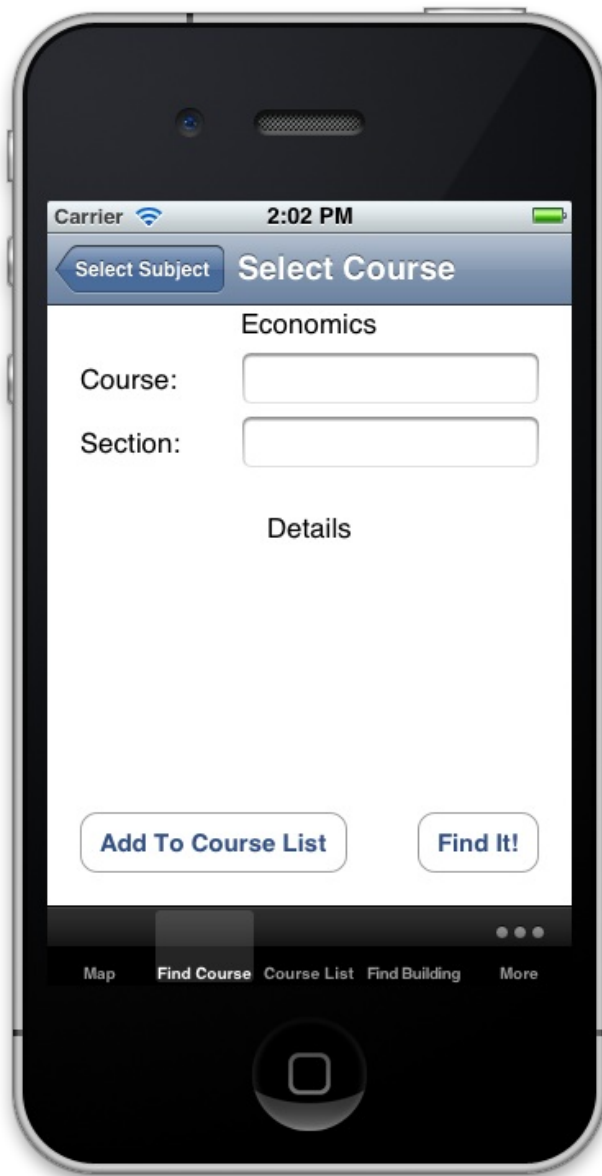 Carrier 2:02 PM
Select Subject Select Course
Economics
Course:
Section:
Details
Add To Course List Find It!
Map Find Course Course List Find Building More